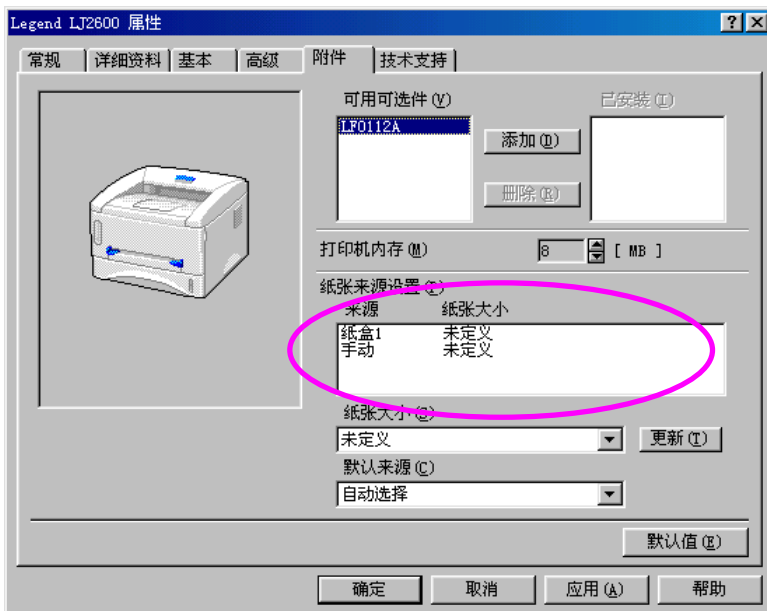 Legend LJ2600 属性
常规 详细资料 基本 高级 附件 技术支持
可用可选件(V) 已安装(I)
LF0112A
添加(D)
删除(R)
打印机内存(M) 8 [ MB ]
纸张来源设置(P)
来源 纸张大小
纸盒1 未定义
手动 未定义
纸张大小(S)
未定义 更新(T)
默认来源(C)
自动选择
默认值(E)
确定 取消 应用(A) 帮助